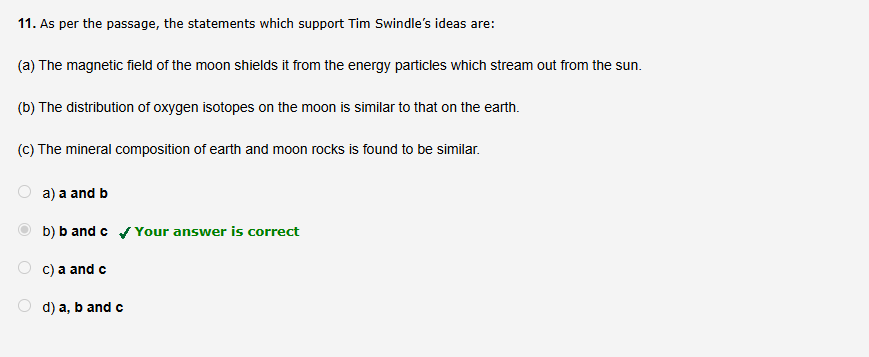 11. As per the passage, the statements which support Tim Swindle's ideas are:
(a) The magnetic field of the moon shields it from the energy particles which stream out from the sun.
(b) The distribution of oxygen isotopes on the moon is similar to that on the earth.
(c) The mineral composition of earth and moon rocks is found to be similar.
a) a and b
b) b and c ✓ Your answer is correct
c) a and c
d) a, b and c